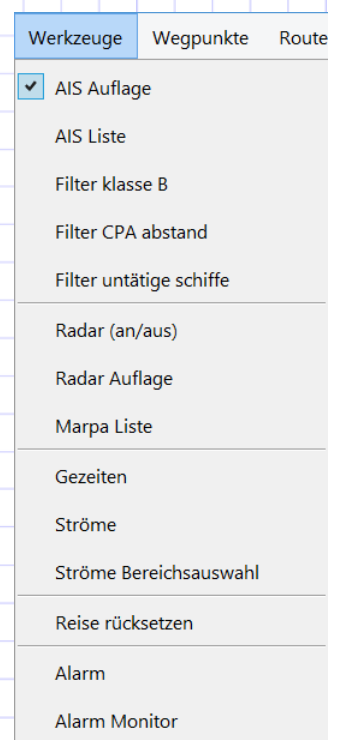 Werkzeuge Wegpunkte Route
AIS Auflage
AIS Liste
Filter klasse B
Filter CPA abstand
Filter untätige schiffe
Radar (an/aus)
Radar Auflage
Marpa Liste
Gezeiten
Ströme
Ströme Bereichsauswahl
Reise rücksetzen
Alarm
Alarm Monitor